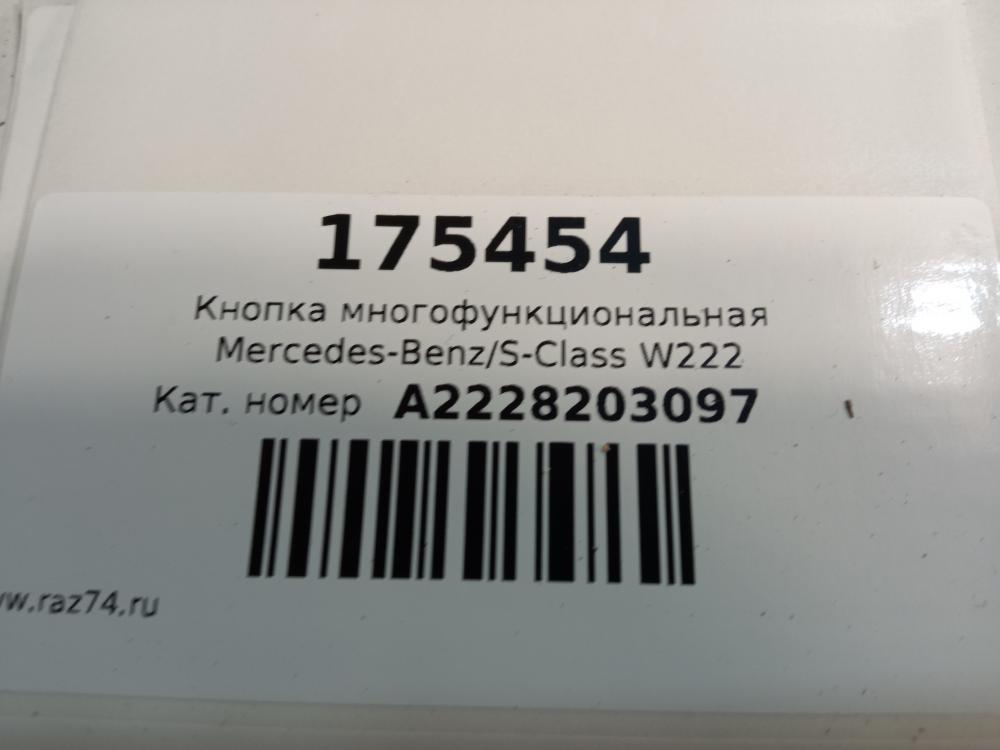 175454
Кнопка многофункциональная
Mercedes-Benz/S-Class W222
Кат. номер A2228203097
w.raz74.ru